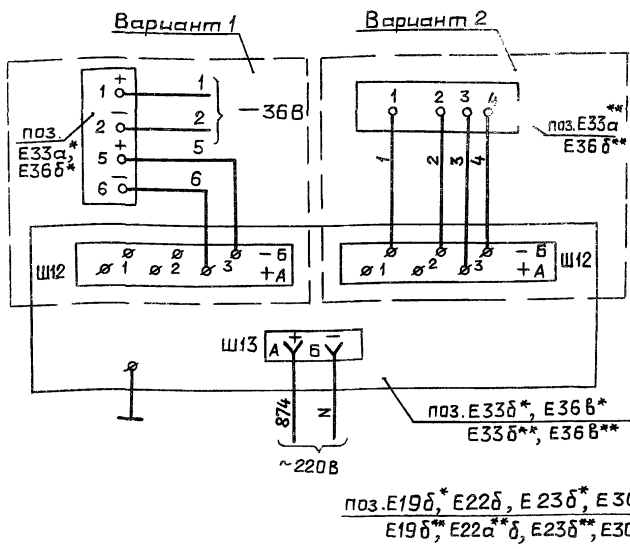 Вариант 1
Вариант 2
1 + 1
2 - 2
— 36В
5 + 5
6 - 6
поз.
Е33а,*
Е36б*
1 2 3 4
1 2 3 4
поз.Е33а**
Е36б**
Ш12
1 2 3
- Б
+ А
1 2 3
- Б
+ А
Ш12
Ш13
А + Б -
874 N
~220В
поз.Е33б*, Е36в*
Е33б**, Е36в**
поз.Е19б,* Е22б, Е23б,* Е30
Е19б** Е22а**б, Е23б**, Е30